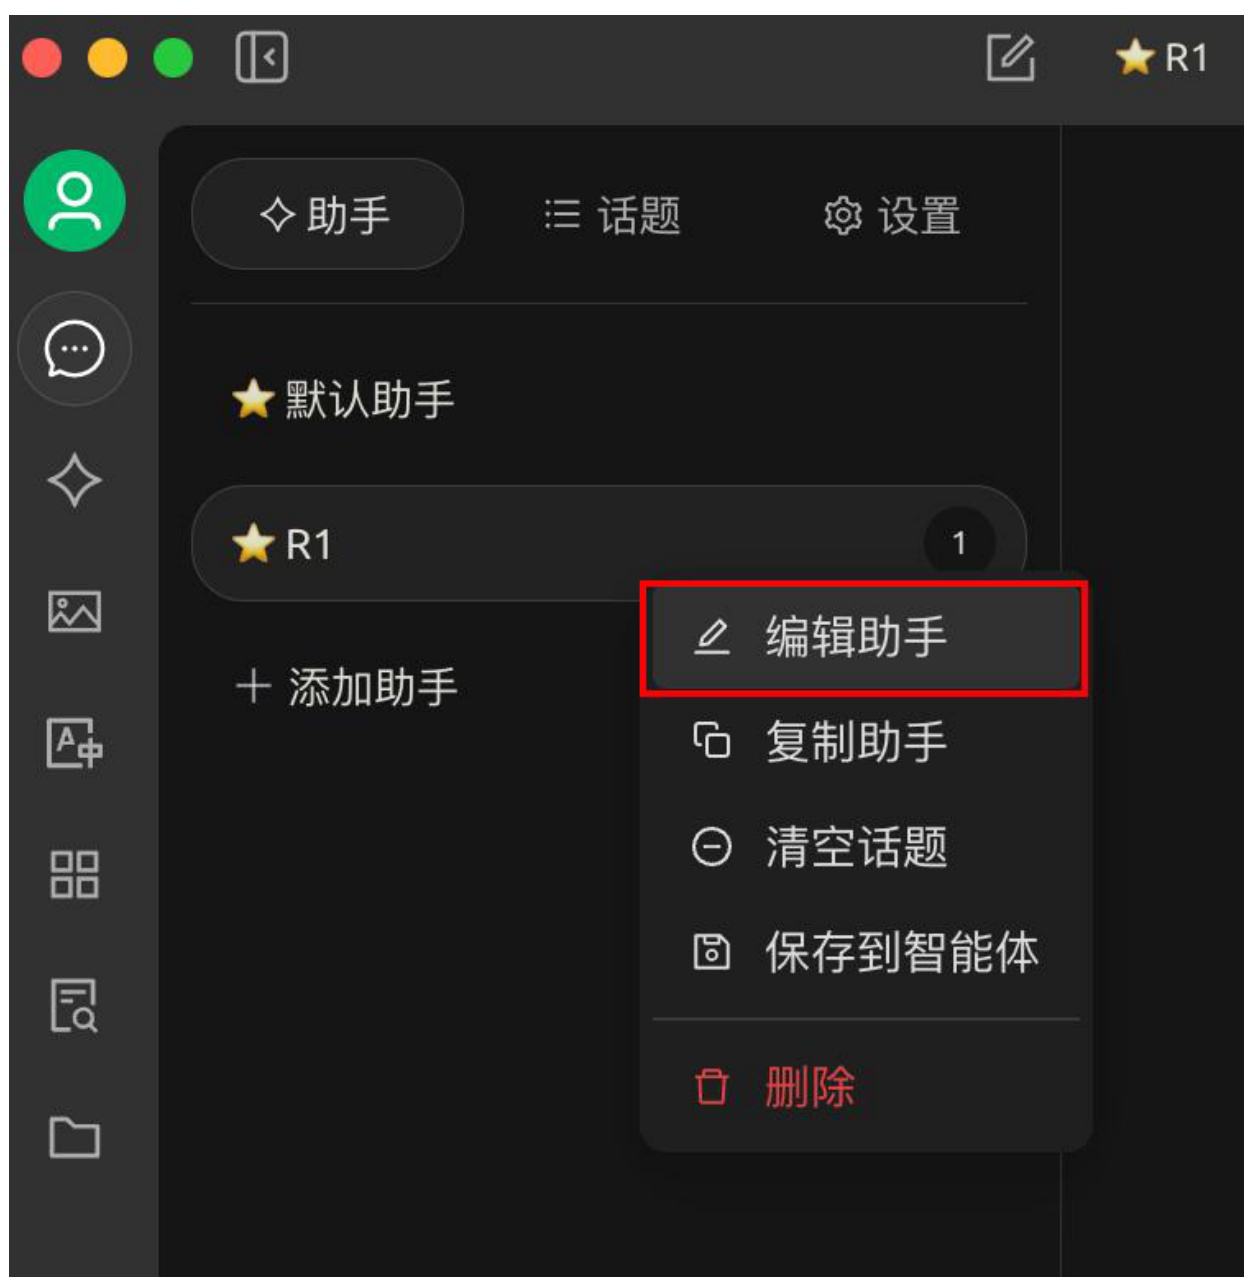 ⭐ R1
助手 话题 设置
⭐ 默认助手
⭐ R1 1
编辑助手
+ 添加助手
复制助手
清空话题
保存到智能体
删除